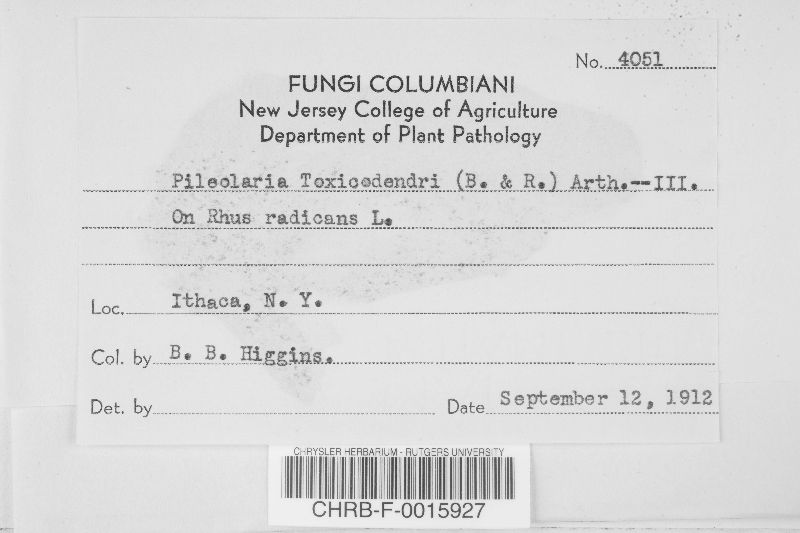 No. 4051
FUNGI COLUMBIANI
New Jersey College of Agriculture
Department of Plant Pathology
Pileolaria Toxicodendri (B. & R.) Arth.--III.
On Rhus radicans L.
Loc. Ithaca, N. Y.
Col. by B. B. Higgins.
Det. by
Date September 12, 1912
CHRYSLER HERBARIUM - RUTGERS UNIVERSITY
CHRB-F-0015927